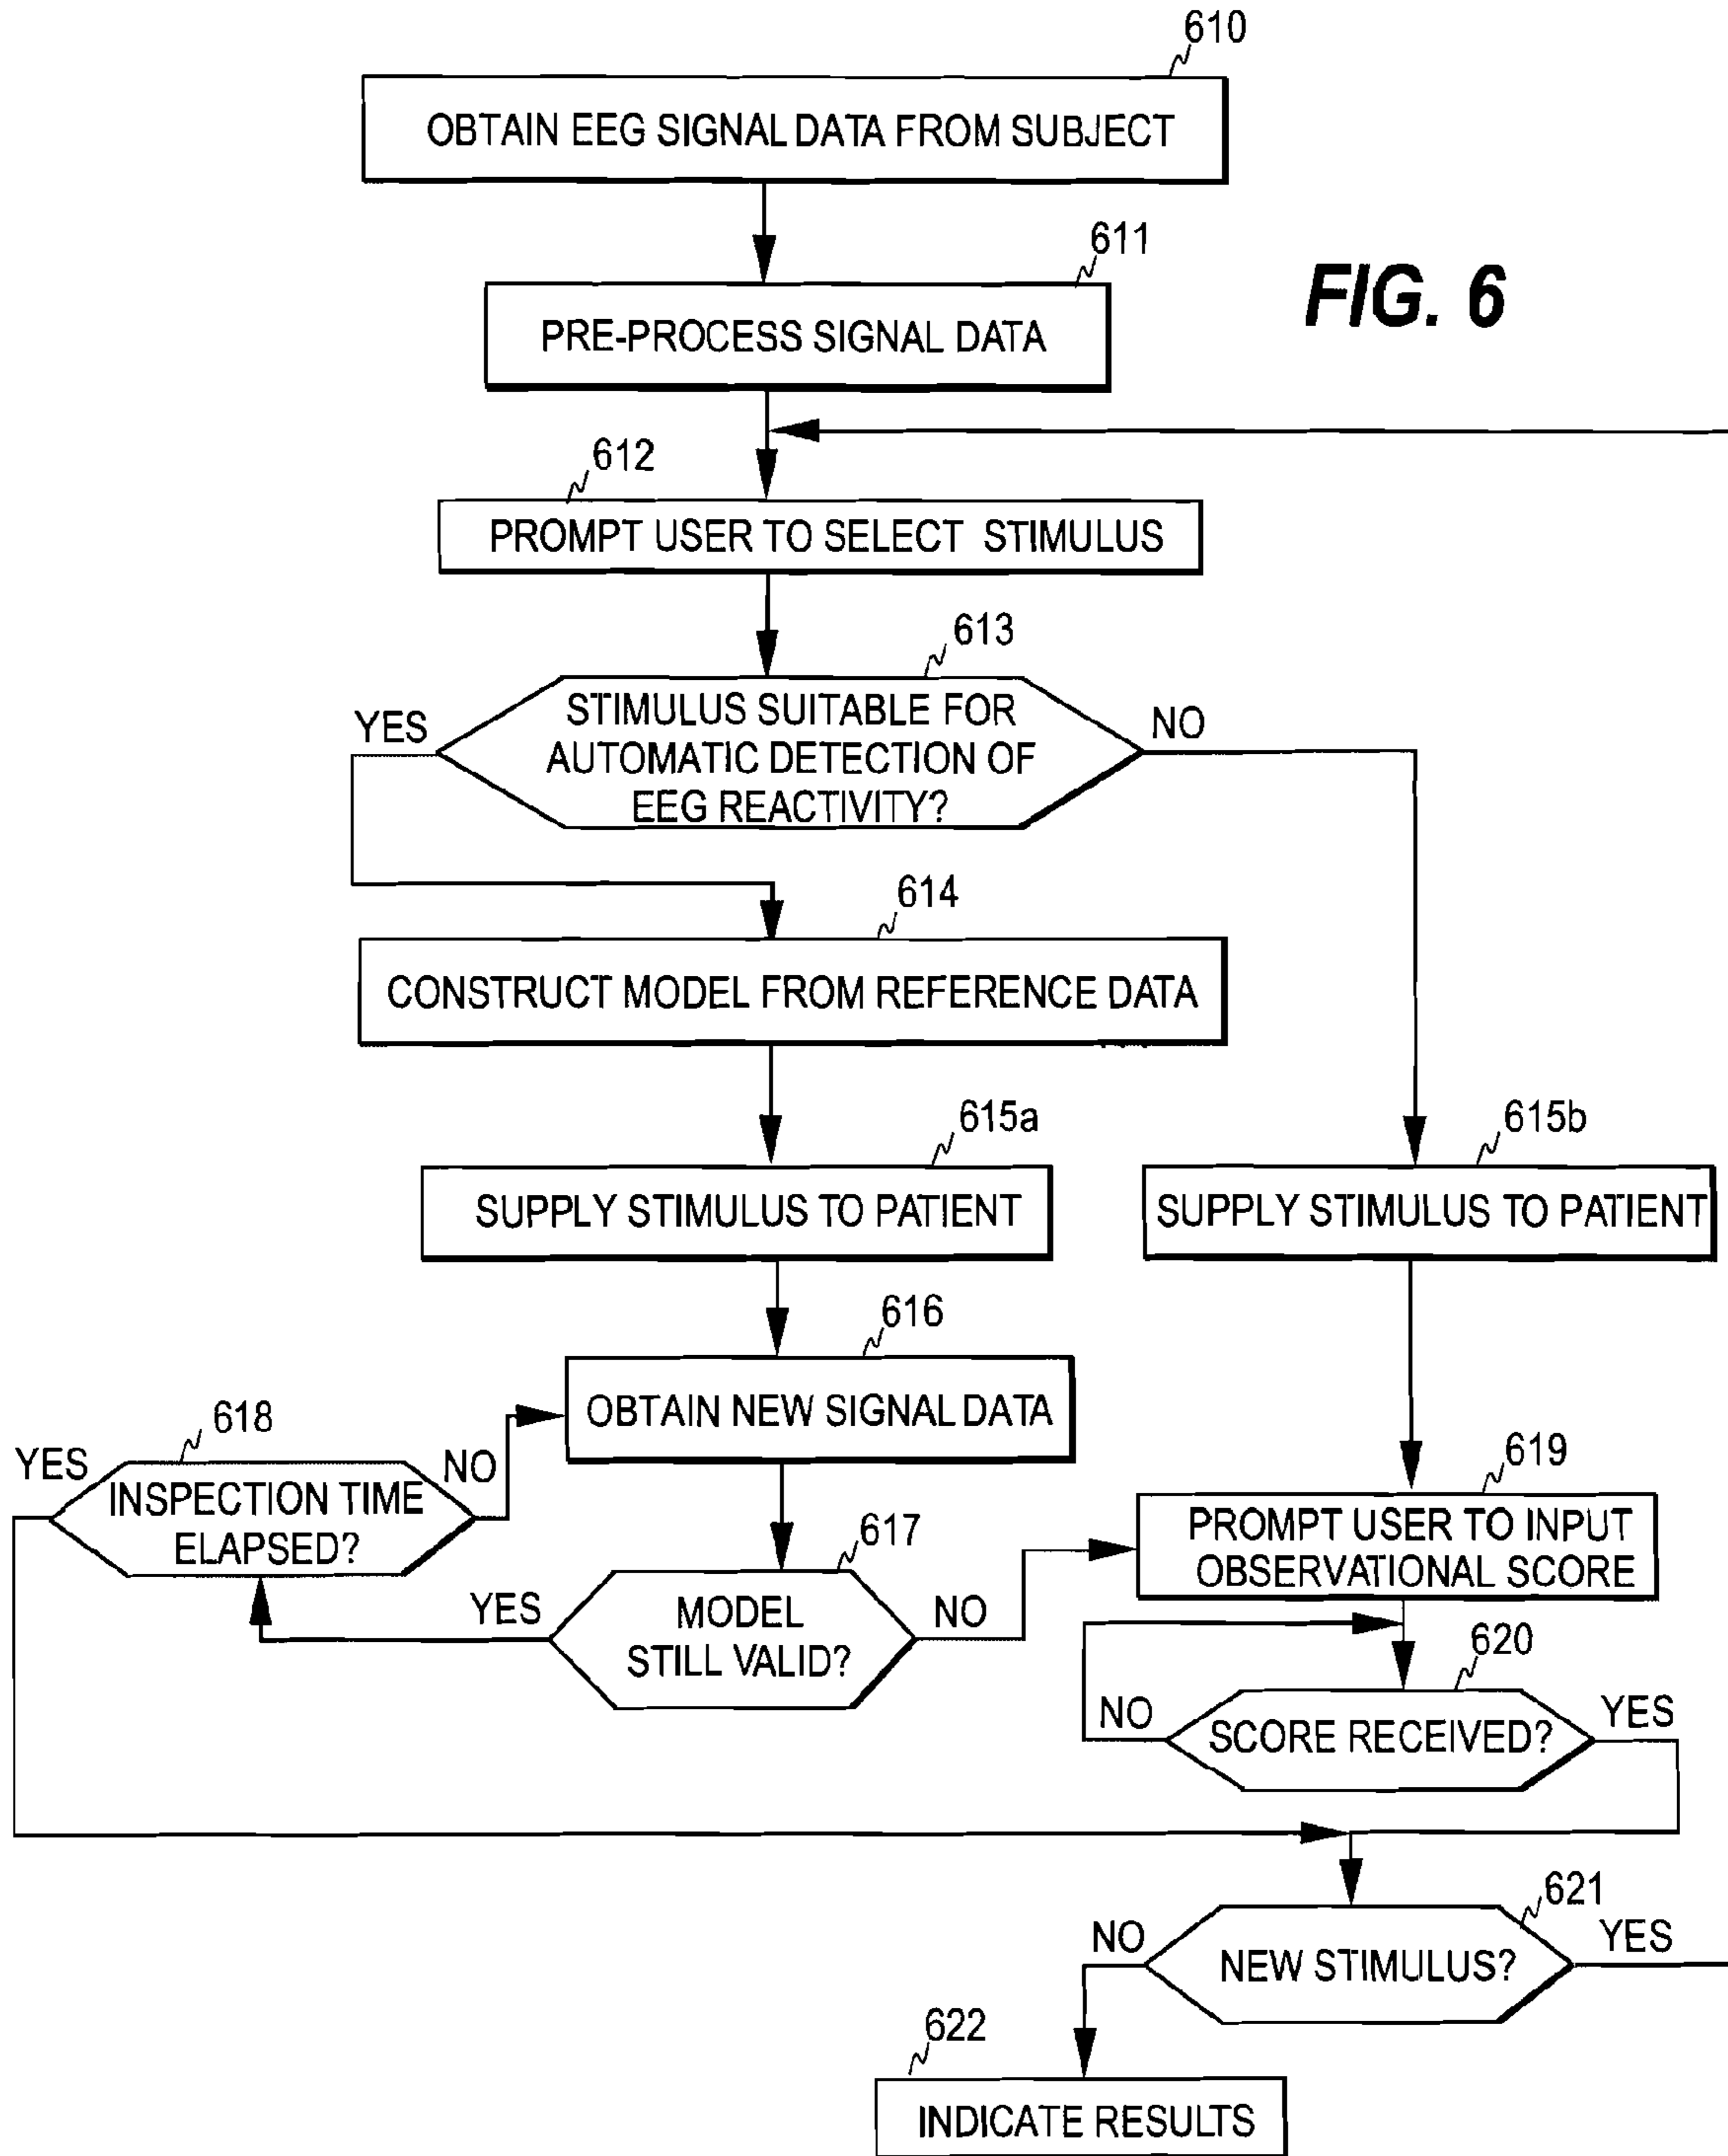 610
OBTAIN EEG SIGNAL DATA FROM SUBJECT
611
FIG. 6
PRE-PROCESS SIGNAL DATA
612
PROMPT USER TO SELECT STIMULUS
613
YES
STIMULUS SUITABLE FOR
AUTOMATIC DETECTION OF
EEG REACTIVITY?
NO
614
CONSTRUCT MODEL FROM REFERENCE DATA
615a
615b
SUPPLY STIMULUS TO PATIENT
SUPPLY STIMULUS TO PATIENT
616
OBTAIN NEW SIGNAL DATA
618
YES
NO
INSPECTION TIME
ELAPSED?
619
PROMPT USER TO INPUT
OBSERVATIONAL SCORE
617
YES
MODEL
STILL VALID?
NO
620
NO
SCORE RECEIVED?
YES
621
NO
NEW STIMULUS?
YES
622
INDICATE RESULTS